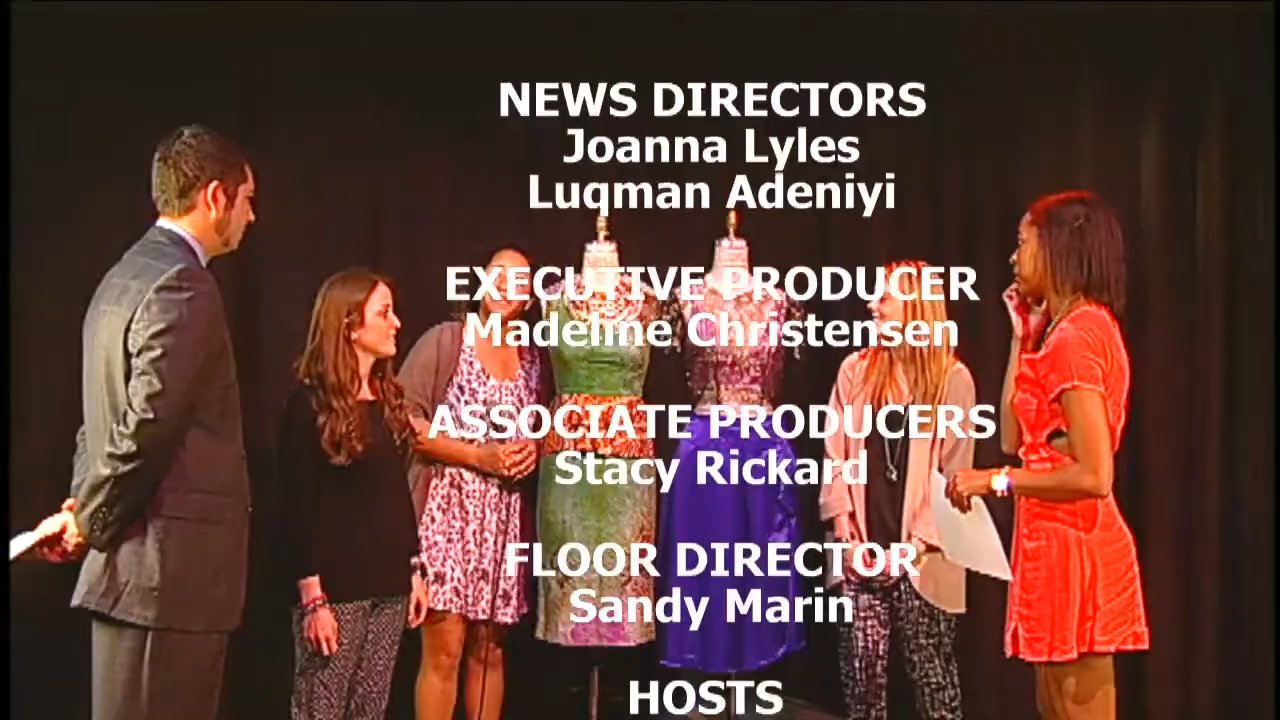 NEWS DIRECTORS
Joanna Lyles
Luqman Adeniyi
EXECUTIVE PRODUCER
Madeline Christensen
ASSOCIATE PRODUCERS
Stacy Rickard
FLOOR DIRECTOR
Sandy Marin
HOSTS